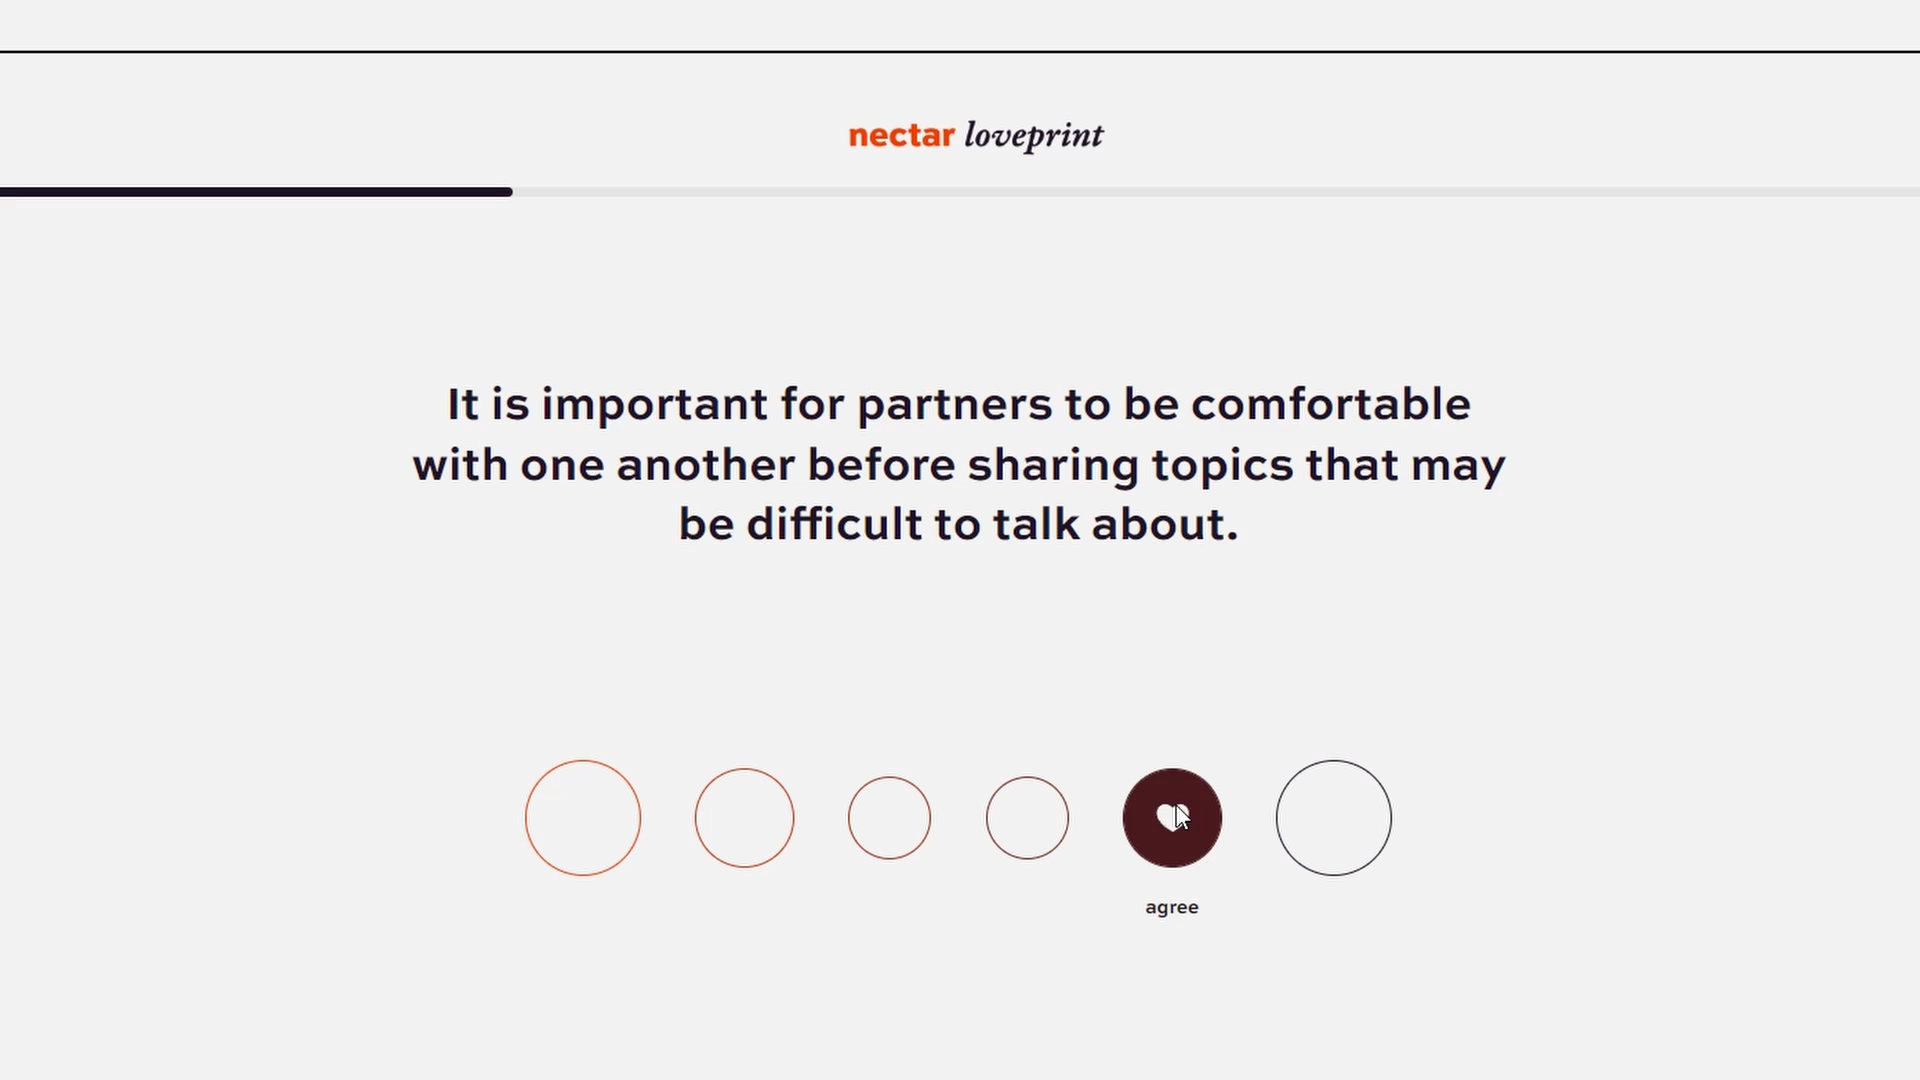 nectar loveprint
It is important for partners to be comfortable
with one another before sharing topics that may
be difficult to talk about.
agree